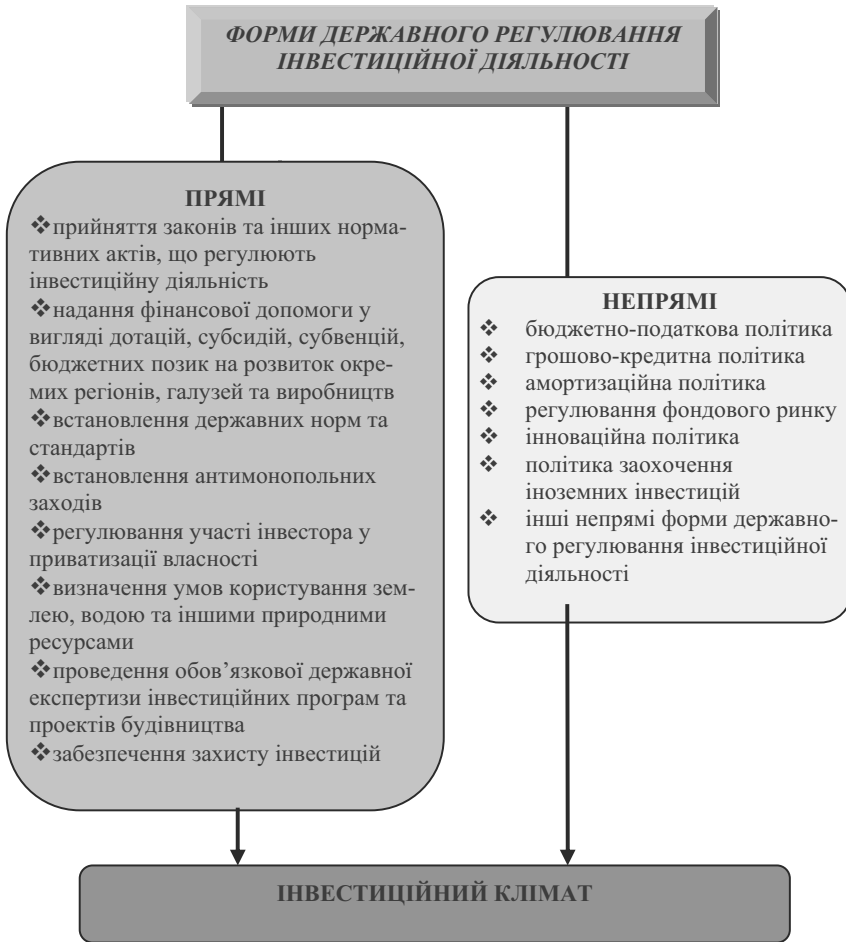 ФОРМИ ДЕРЖАВНОГО РЕГУЛЮВАННЯ
ІНВЕСТИЦІЙНОЇ ДІЯЛЬНОСТІ
ПРЯМІ
❖прийняття законів та інших норма-
тивних актів, що регулюють
інвестиційну діяльність
❖надання фінансової допомоги у
вигляді дотацій, субсидій, субвенцій,
бюджетних позик на розвиток окре-
мих регіонів, галузей та виробництв
❖встановлення державних норм та
стандартів
❖встановлення антимонопольних
заходів
❖регулювання участі інвестора у
приватизації власності
❖визначення умов користування зем-
лею, водою та іншими природними
ресурсами
❖проведення обов’язкової державної
експертизи інвестиційних програм та
проектів будівництва
❖забезпечення захисту інвестицій
НЕПРЯМІ
❖ бюджетно-податкова політика
❖ грошово-кредитна політика
❖ амортизаційна політика
❖ регулювання фондового ринку
❖ інноваційна політика
❖ політика заохочення
іноземних інвестицій
❖ інші непрямі форми державно-
го регулювання інвестиційної
діяльності
ІНВЕСТИЦІЙНИЙ КЛІМАТ